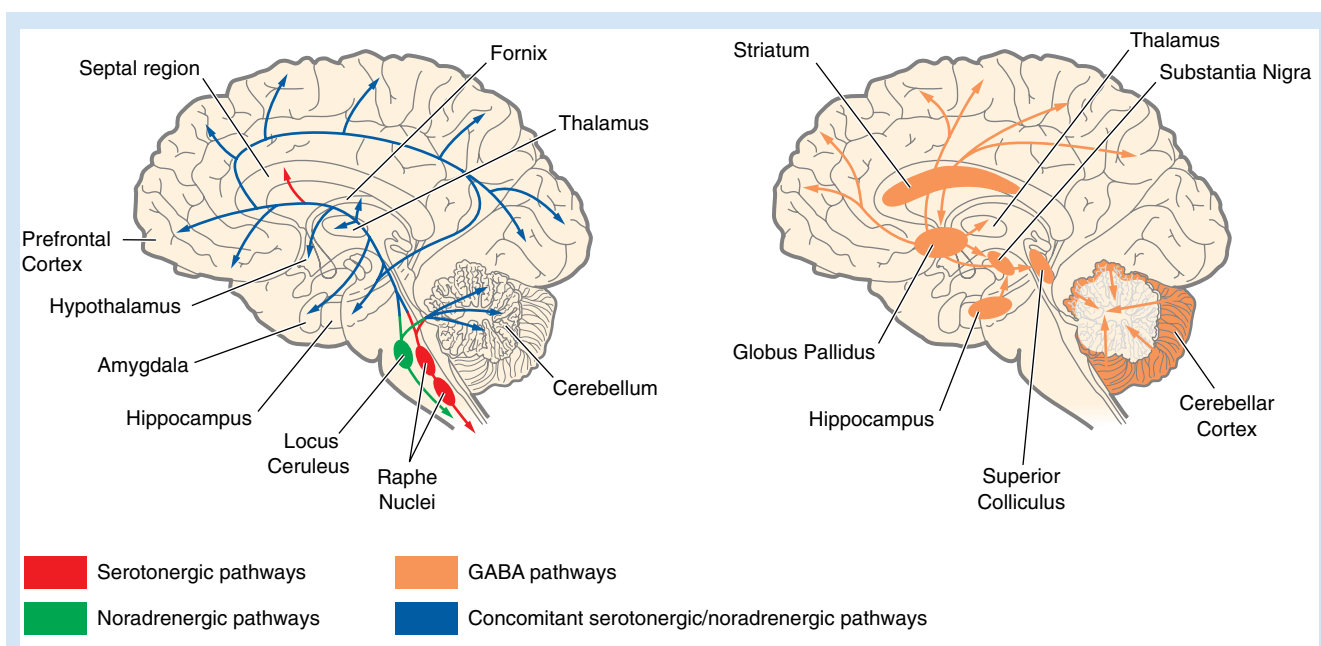 Septal region
Fornix
Thalamus
Prefrontal
Cortex
Hypothalamus
Amygdala
Hippocampus
Locus
Ceruleus
Raphe
Nuclei
Cerebellum
Striatum
Thalamus
Substantia Nigra
Globus Pallidus
Hippocampus
Superior
Colliculus
Cerebellar
Cortex
Serotonergic pathways
Noradrenergic pathways
GABA pathways
Concomitant serotonergic/noradrenergic pathways